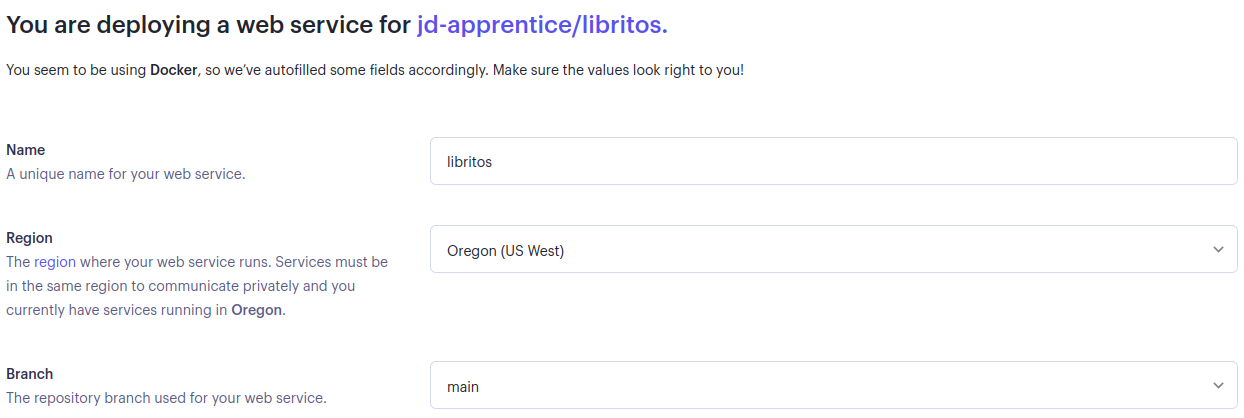 You are deploying a web service for jd-apprentice/libritos.
You seem to be using Docker, so we’ve autofilled some fields accordingly. Make sure the values look right to you!
Name
A unique name for your web service.
libritos
Region
The region where your web service runs. Services must be
in the same region to communicate privately and you
currently have services running in Oregon.
Oregon (US West)
Branch
The repository branch used for your web service.
main